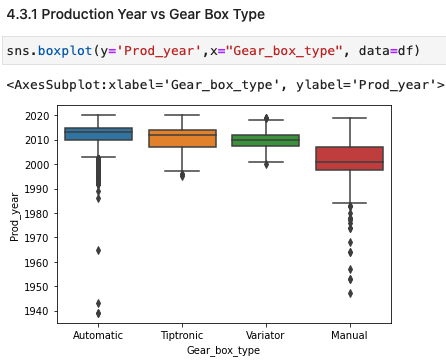 4.3.1 Production Year vs Gear Box Type
sns.boxplot(y='Prod_year',x="Gear_box_type", data=df)
<AxesSubplot:xlabel='Gear_box_type', ylabel='Prod_year'>
2020
2010
2000
1990
1980
1970
1960
1950
1940
Prod_year
Automatic Tiptronic Variator Manual
Gear_box_type